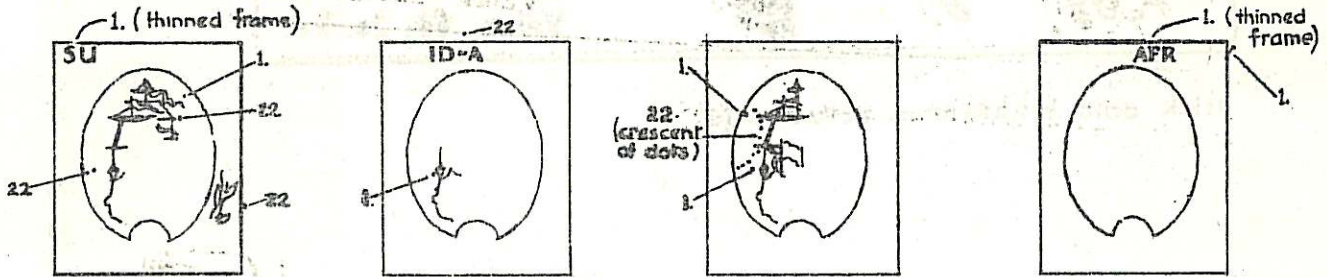 1. (thinned frame)
SU
1.
22
22
22
22
ID-A
1.
1.
22
(crescent
of dots)
1.
1. (thinned
frame)
AFR
1.